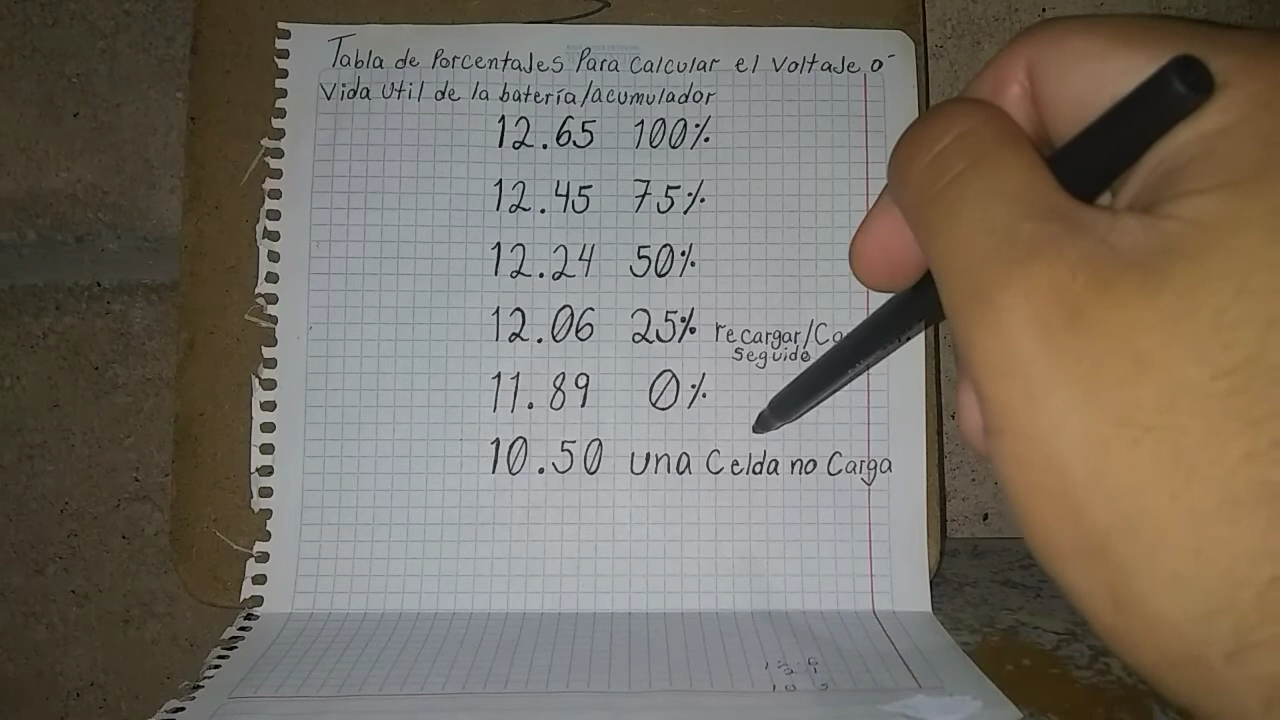 Tabla de Porcentajes Para Calcular el Voltaje o
Vida Util de la batería/acumulador
12.65 100%
12.45 75%
12.24 50%
12.06 25% recargar/
Seguido
11.89 0%
10.50 una Celda no Carga